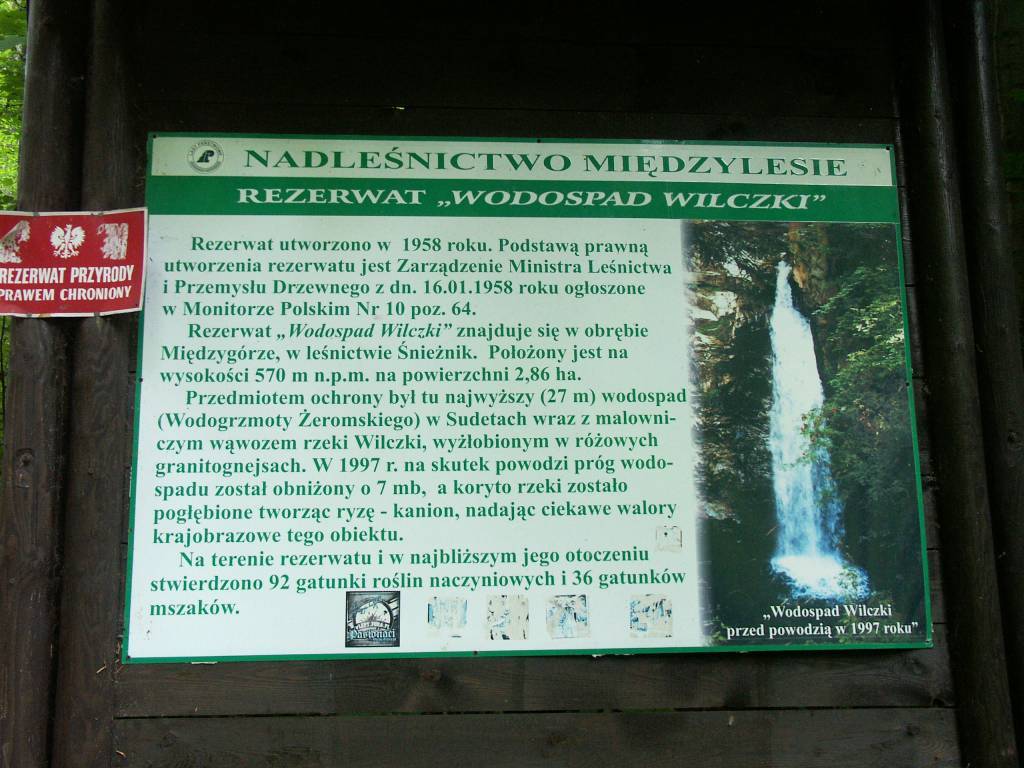 NADLEŚNICTWO MIĘDZYLESIE
REZERWAT „WODOSPAD WILCZKI”
REZERWAT PRZYRODY
PRAWEM CHRONIONY
Rezerwat utworzono w 1958 roku. Podstawą prawną
utworzenia rezerwatu jest Zarządzenie Ministra Leśnictwa
i Przemysłu Drzewnego z dn. 16.01.1958 roku ogłoszone
w Monitorze Polskim Nr 10 poz. 64.
Rezerwat „Wodospad Wilczki” znajduje się w obrębie
Międzygórze, w leśnictwie Śnieżnik. Położony jest na
wysokości 570 m n.p.m. na powierzchni 2,86 ha.
Przedmiotem ochrony był tu najwyższy (27 m) wodospad
(Wodogrzmoty Żeromskiego) w Sudetach wraz z malowni-
czym wąwozem rzeki Wilczki, wyżłobionym w różowych
granitognejsach. W 1997 r. na skutek powodzi próg wodo-
spadu został obniżony o 7 mb, a koryto rzeki zostało
pogłębione tworząc ryzę - kanion, nadając ciekawe walory
krajobrazowe tego obiektu.
Na terenie rezerwatu i w najbliższym jego otoczeniu
stwierdzono 92 gatunki roślin naczyniowych i 36 gatunków
mszaków.
„Wodospad Wilczki
przed powodzią w 1997 roku”